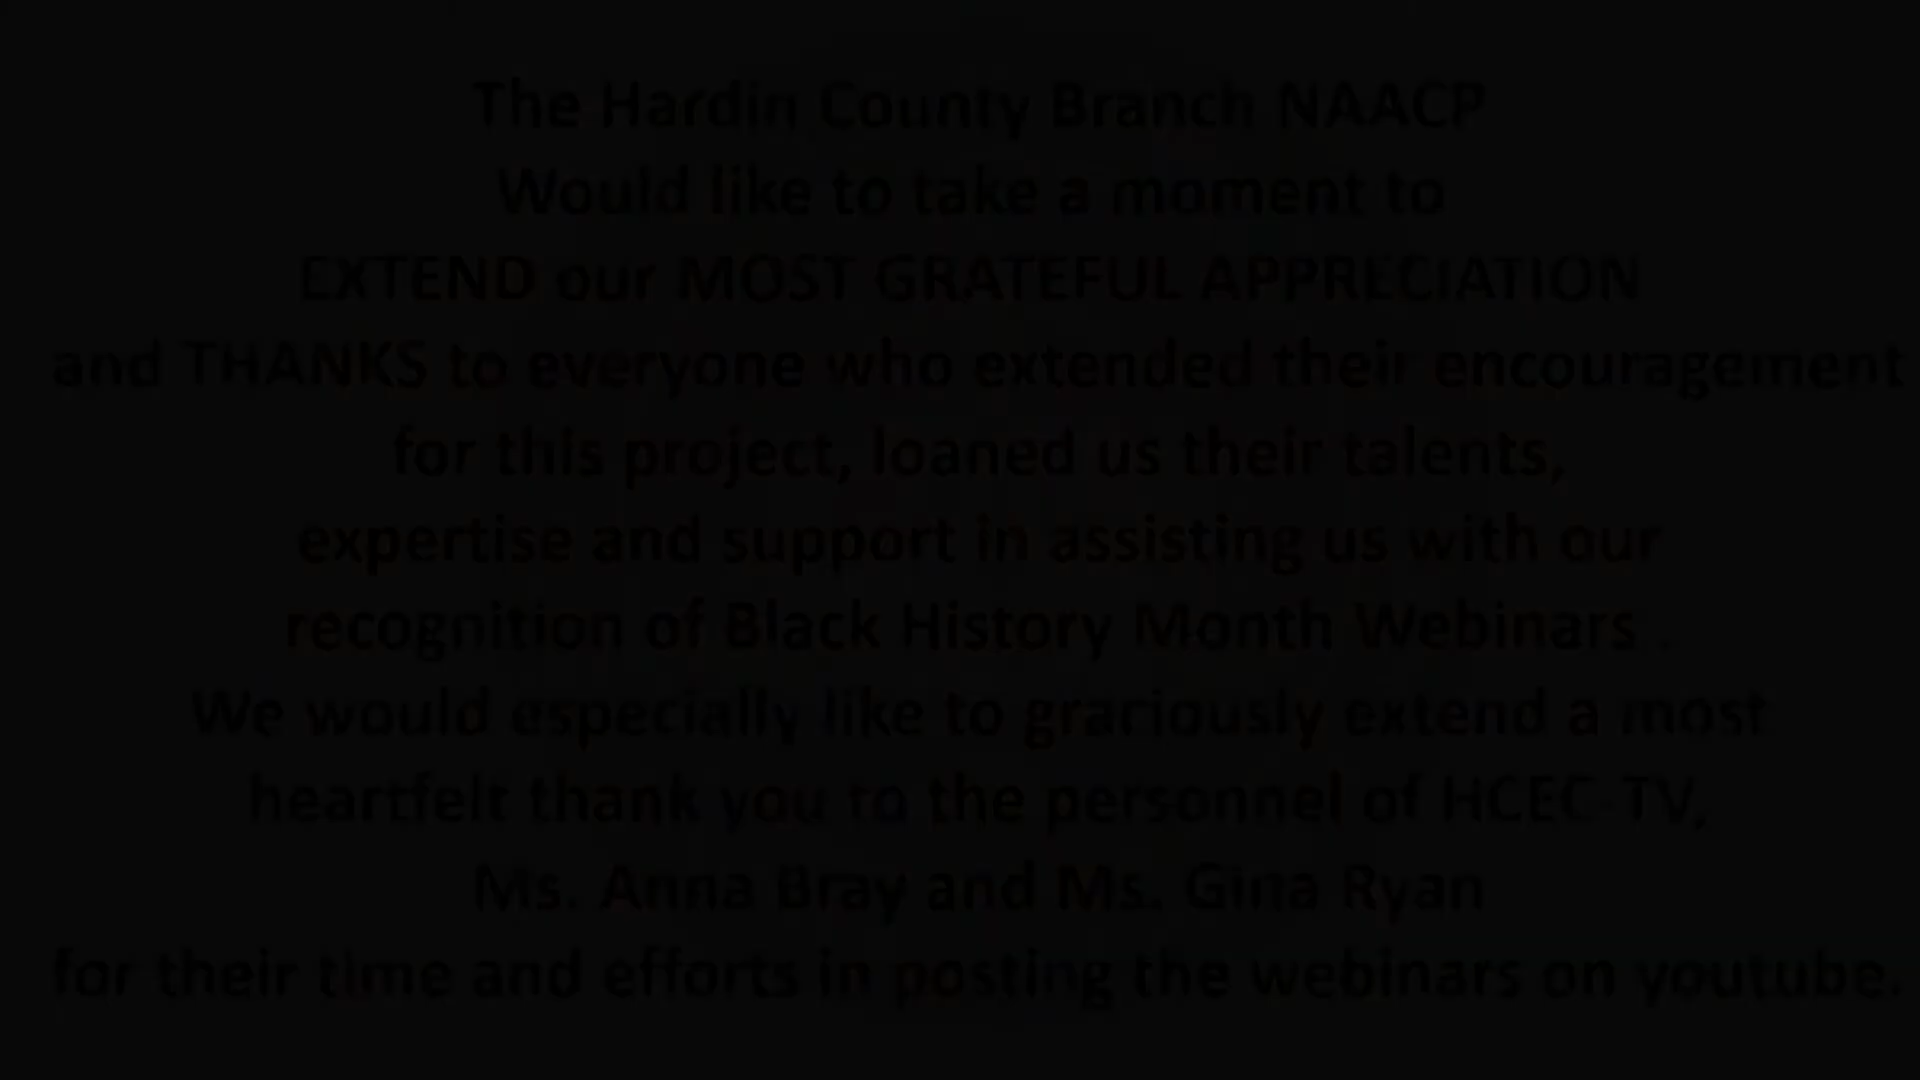 The Hardin County Branch NAACP
Would like to take a moment to
EXTEND our MOST GRATEFUL APPRECIATION
and THANKS to everyone who extended their encouragement
for this project, loaned us their talents,
expertise and support in assisting us with our
recognition of Black History Month Webinars .
We would especially like to graciously extend a most
heartfelt thank you to the personnel of HCEC-TV,
Ms. Anna Bray and Ms. Gina Ryan
for their time and efforts in posting the webinars on youtube.